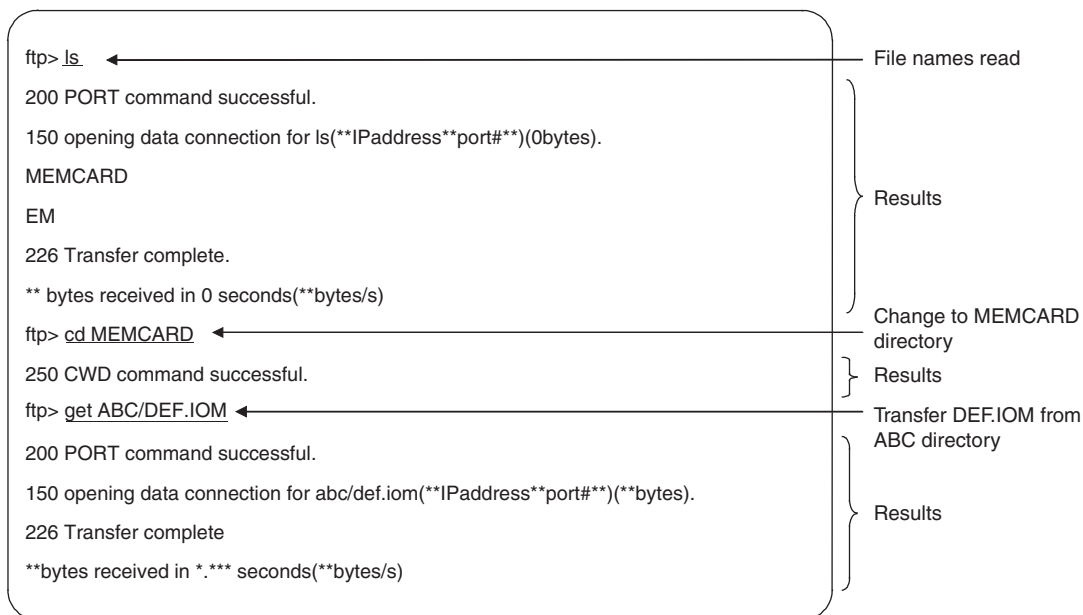 ftp> ls
File names read
200 PORT command successful.
150 opening data connection for ls(**IPaddress**port#**)(0bytes).
MEMCARD
Results
EM
226 Transfer complete.
** bytes received in 0 seconds(**bytes/s)
ftp> cd MEMCARD
Change to MEMCARD
directory
250 CWD command successful.
Results
ftp> get ABC/DEF.IOM
Transfer DEF.IOM from
ABC directory
200 PORT command successful.
150 opening data connection for abc/def.iom(**IPaddress**port#**)(**bytes).
Results
226 Transfer complete
**bytes received in *.*** seconds(**bytes/s)